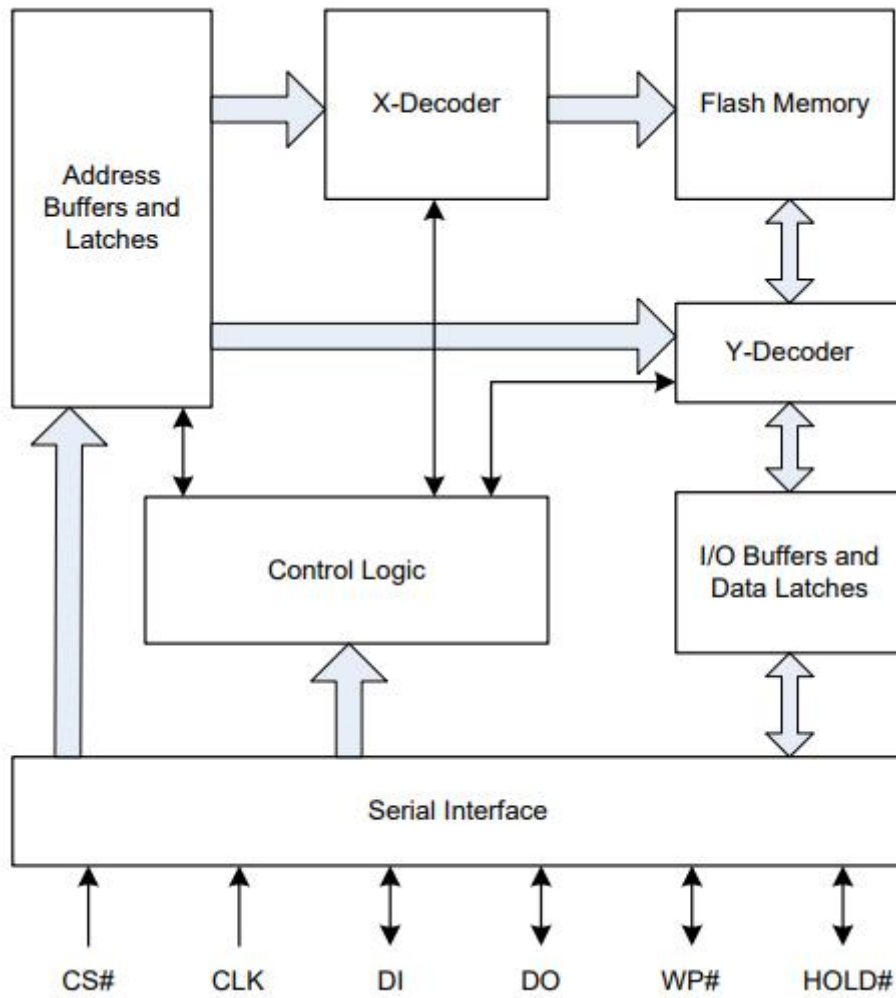 Address
Buffers and
Latches
X-Decoder
Flash Memory
Y-Decoder
Control Logic
I/O Buffers and
Data Latches
Serial Interface
CS# CLK DI DO WP# HOLD#